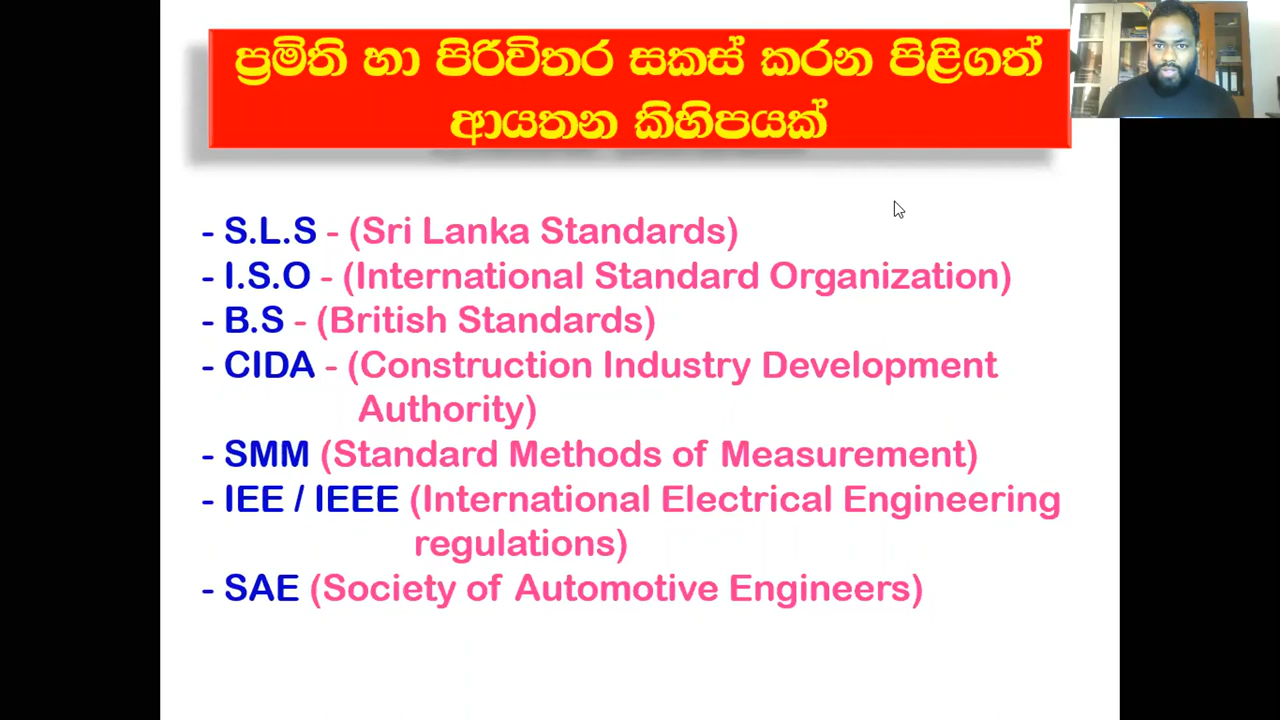 ප්‍රමිති හා පිරිවිතර සකස් කරන පිළිගත්
ආයතන කිහිපයක්
- S.L.S - (Sri Lanka Standards)
- I.S.O - (International Standard Organization)
- B.S - (British Standards)
- CIDA - (Construction Industry Development
Authority)
- SMM (Standard Methods of Measurement)
- IEE / IEEE (International Electrical Engineering
regulations)
- SAE (Society of Automotive Engineers)